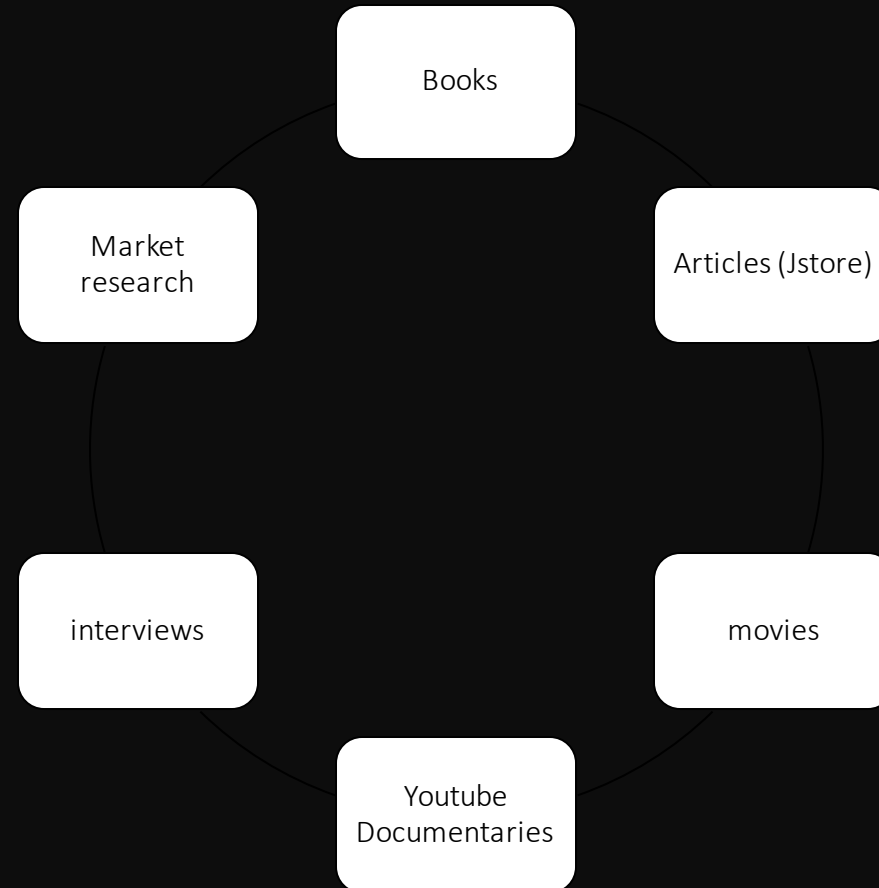 Books
Articles (Jstore)
movies
Youtube
Documentaries
interviews
Market
research